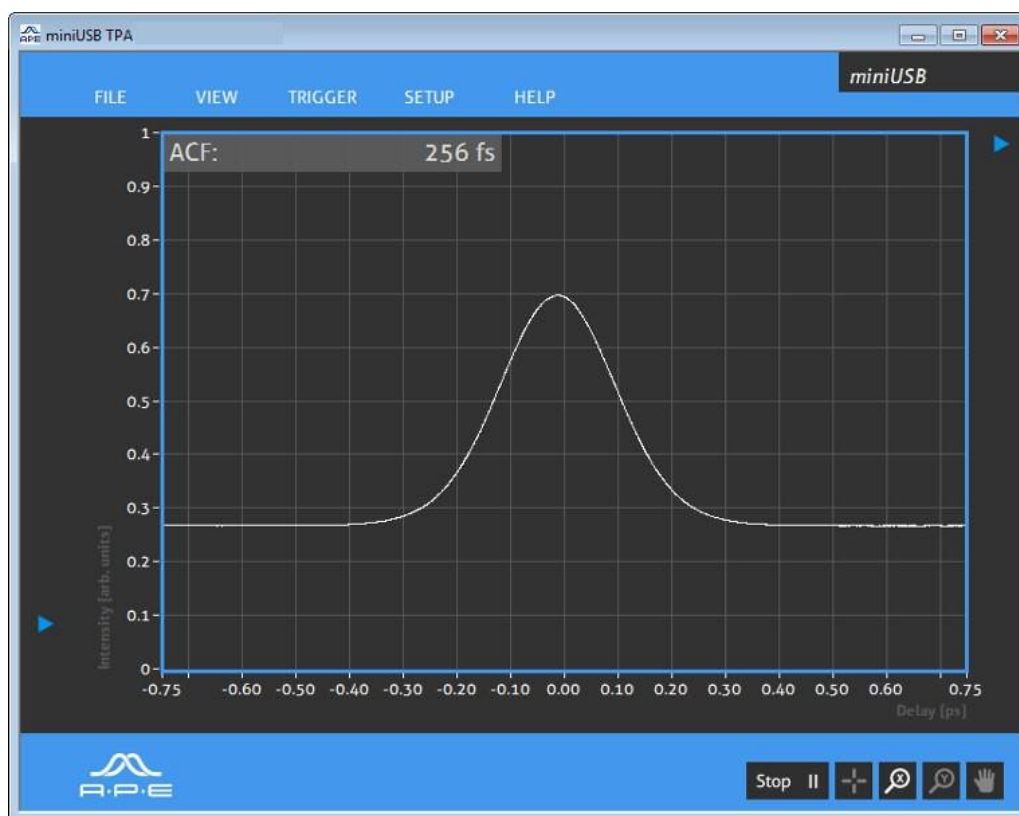 APE miniUSB TPA
miniUSB
FILE VIEW TRIGGER SETUP HELP
ACF: 256 fs
1
0.9
0.8
0.7
0.6
0.5
0.4
0.3
0.2
0.1
0
Intensity [arb. units]
-0.75 -0.60 -0.50 -0.40 -0.30 -0.20 -0.10 0.00 0.10 0.20 0.30 0.40 0.50 0.60 0.75
Delay [ps]
A·P·E
Stop X Y